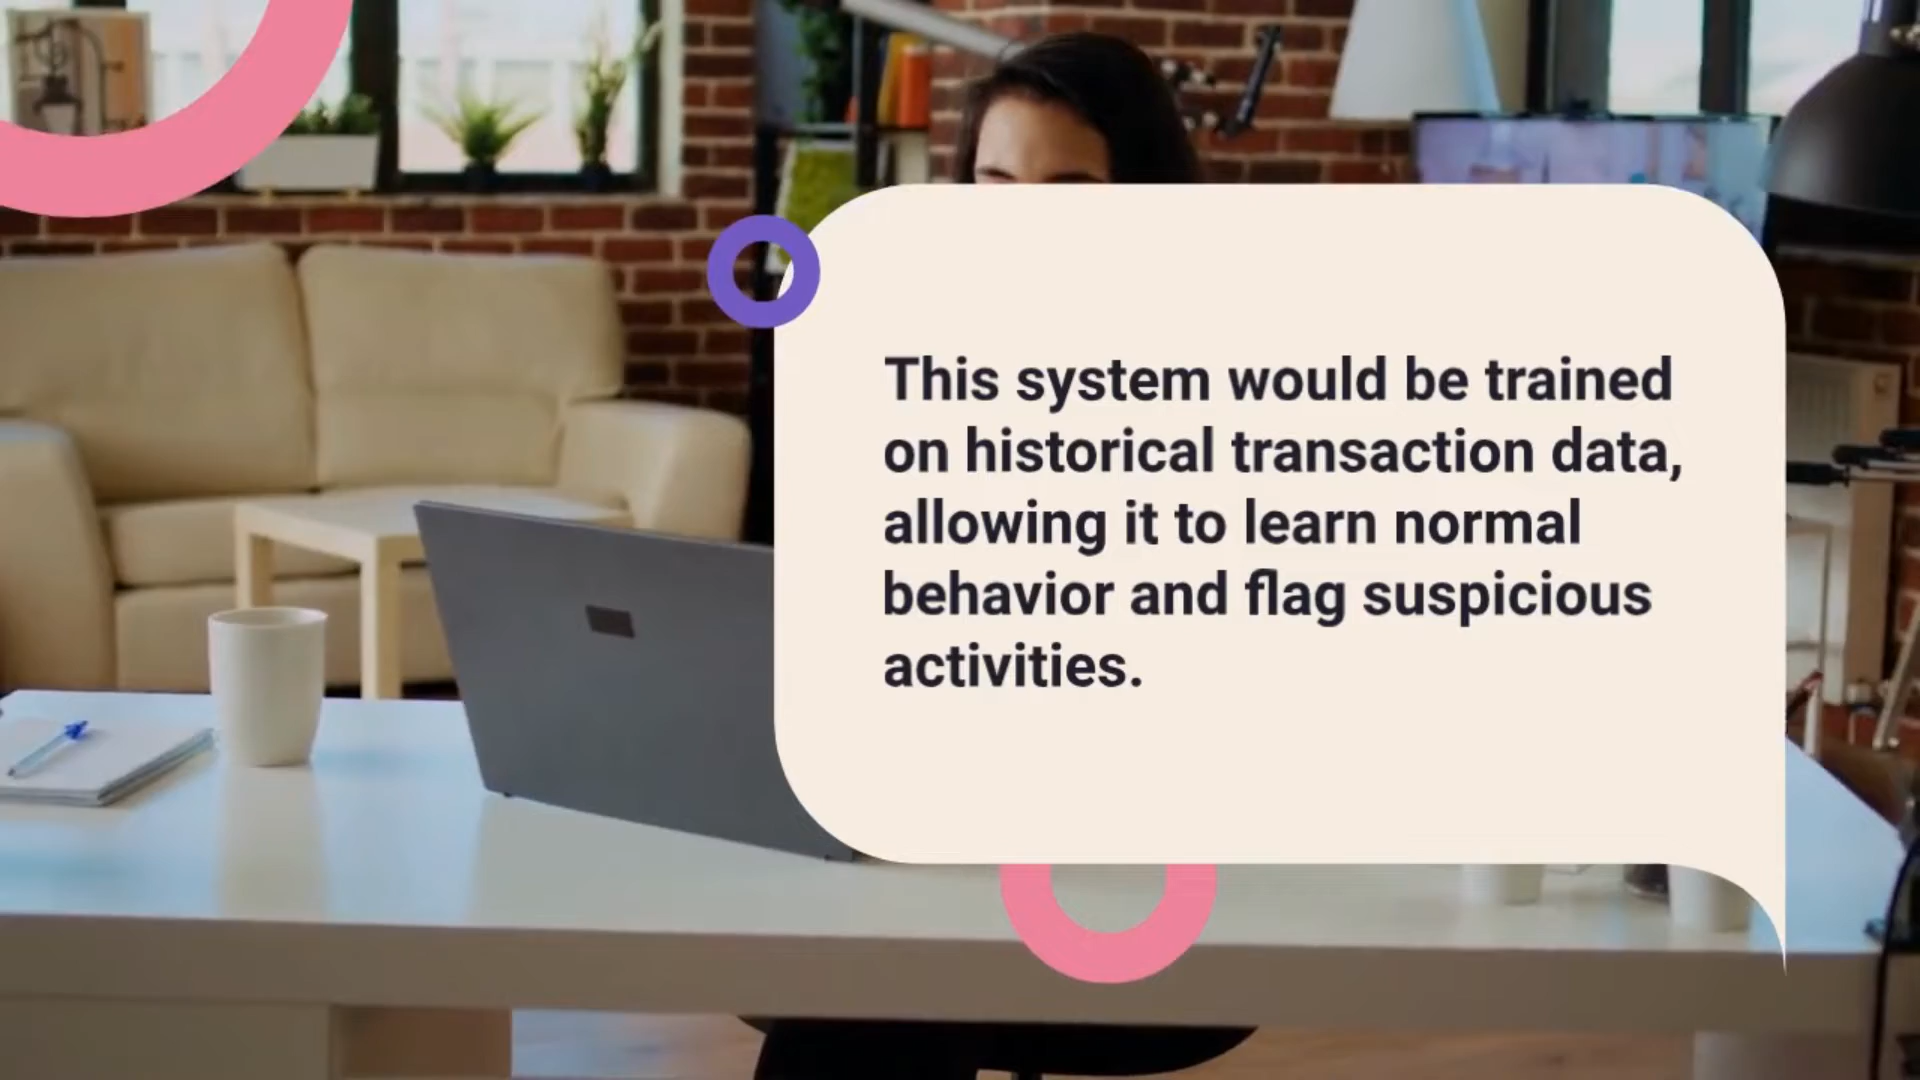 This system would be trained
on historical transaction data,
allowing it to learn normal
behavior and flag suspicious
activities.